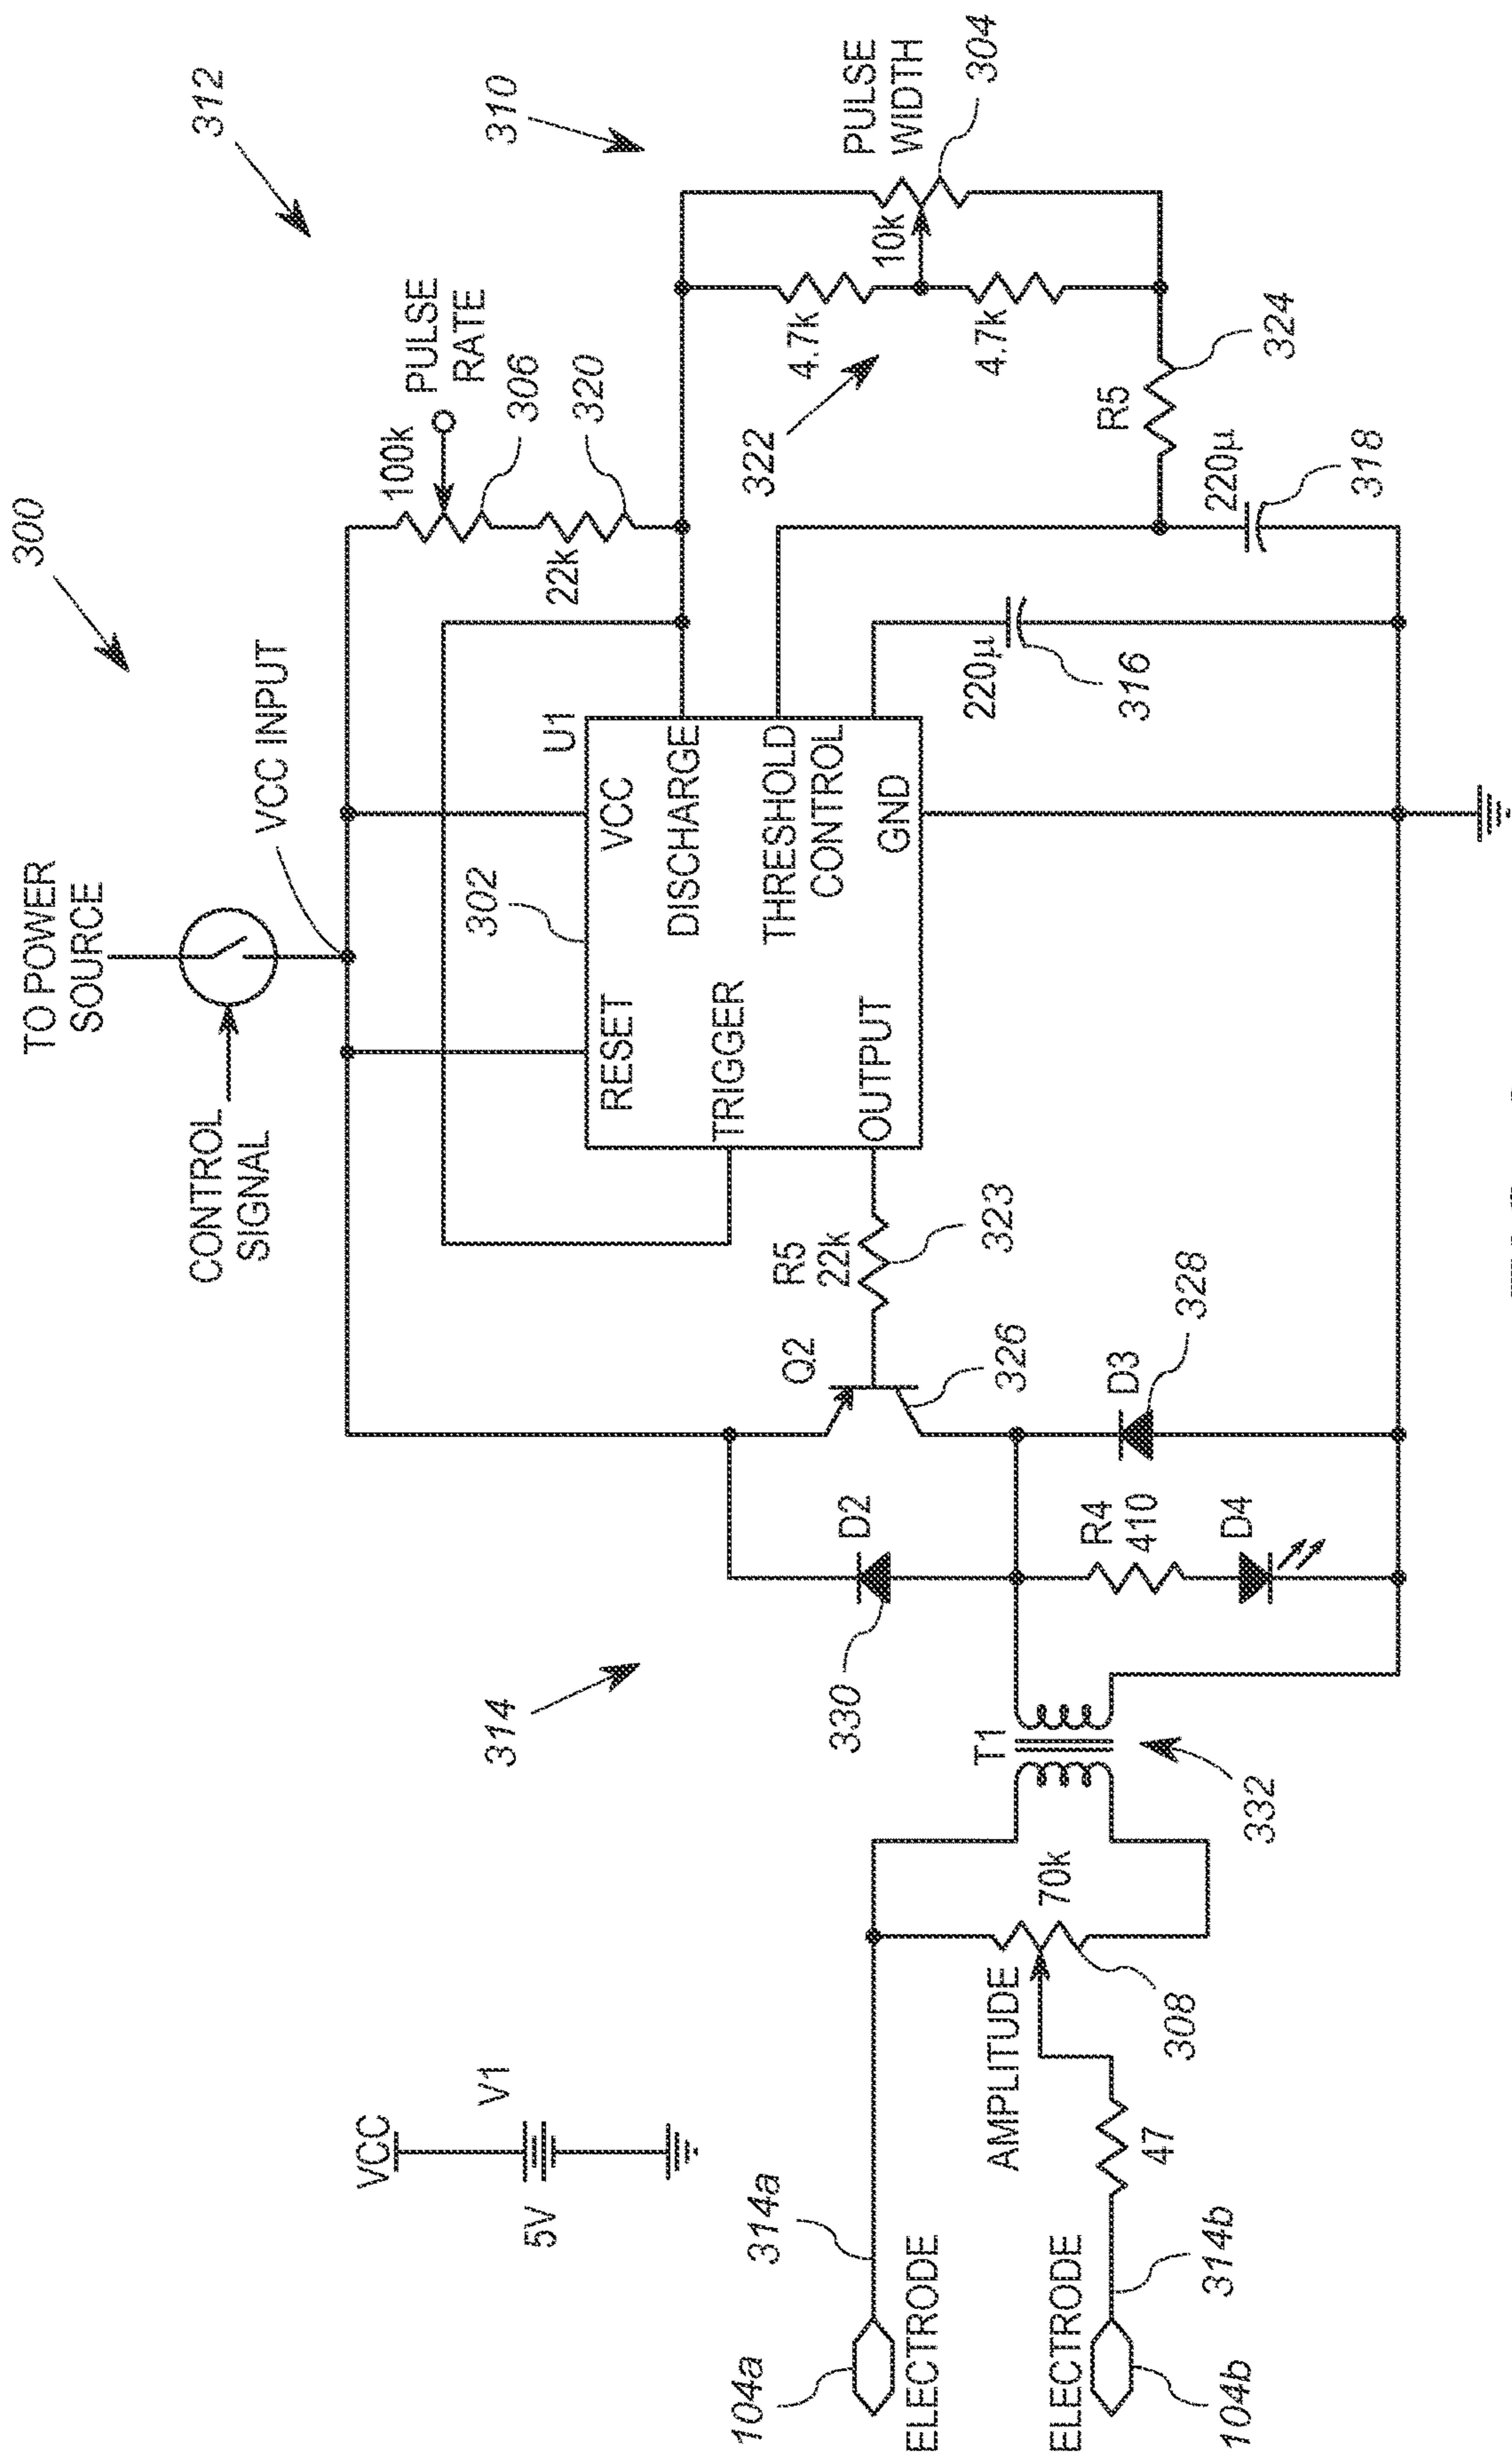 300
312
310
314
TO POWER
SOURCE
CONTROL
SIGNAL
VCC INPUT
100k
PULSE
RATE
306
22k
320
VCC
V1
5V
302
U1
RESET
VCC
TRIGGER
DISCHARGE
THRESHOLD
CONTROL
OUTPUT
GND
R5
22k
323
Q2
326
D2
330
D3
328
R4
410
D4
T1
332
70k
AMPLITUDE
308
47
314a
104a
ELECTRODE
314b
ELECTRODE
104b
322
4.7k
4.7k
10k
PULSE
WIDTH
304
R5
324
220μ
316
220μ
318